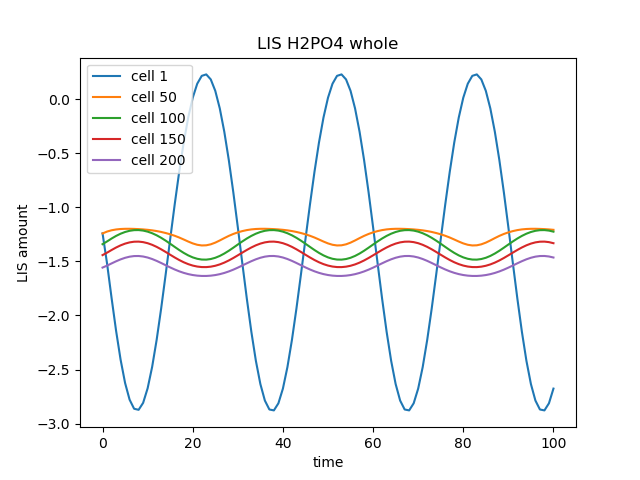 LIS H2PO4 whole
cell 1
cell 50
cell 100
cell 150
cell 200
0.0
−0.5
−1.0
−1.5
−2.0
−2.5
−3.0
LIS amount
0 20 40 60 80 100
time